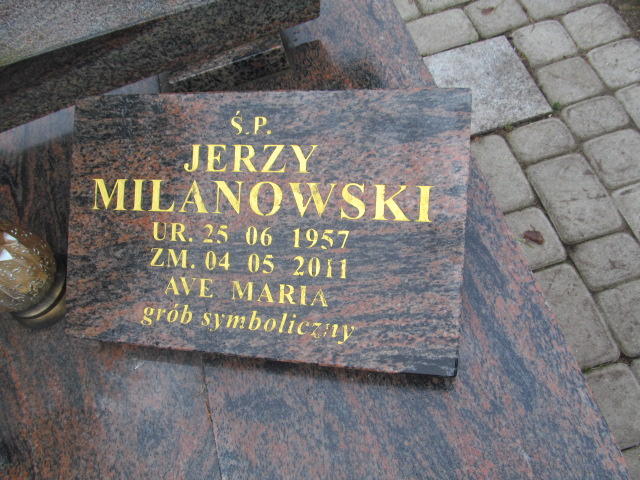 Ś.P.
JERZY
MILANOWSKI
UR. 25 06 1957
ZM. 04 05 2011
AVE MARIA
grób symboliczny